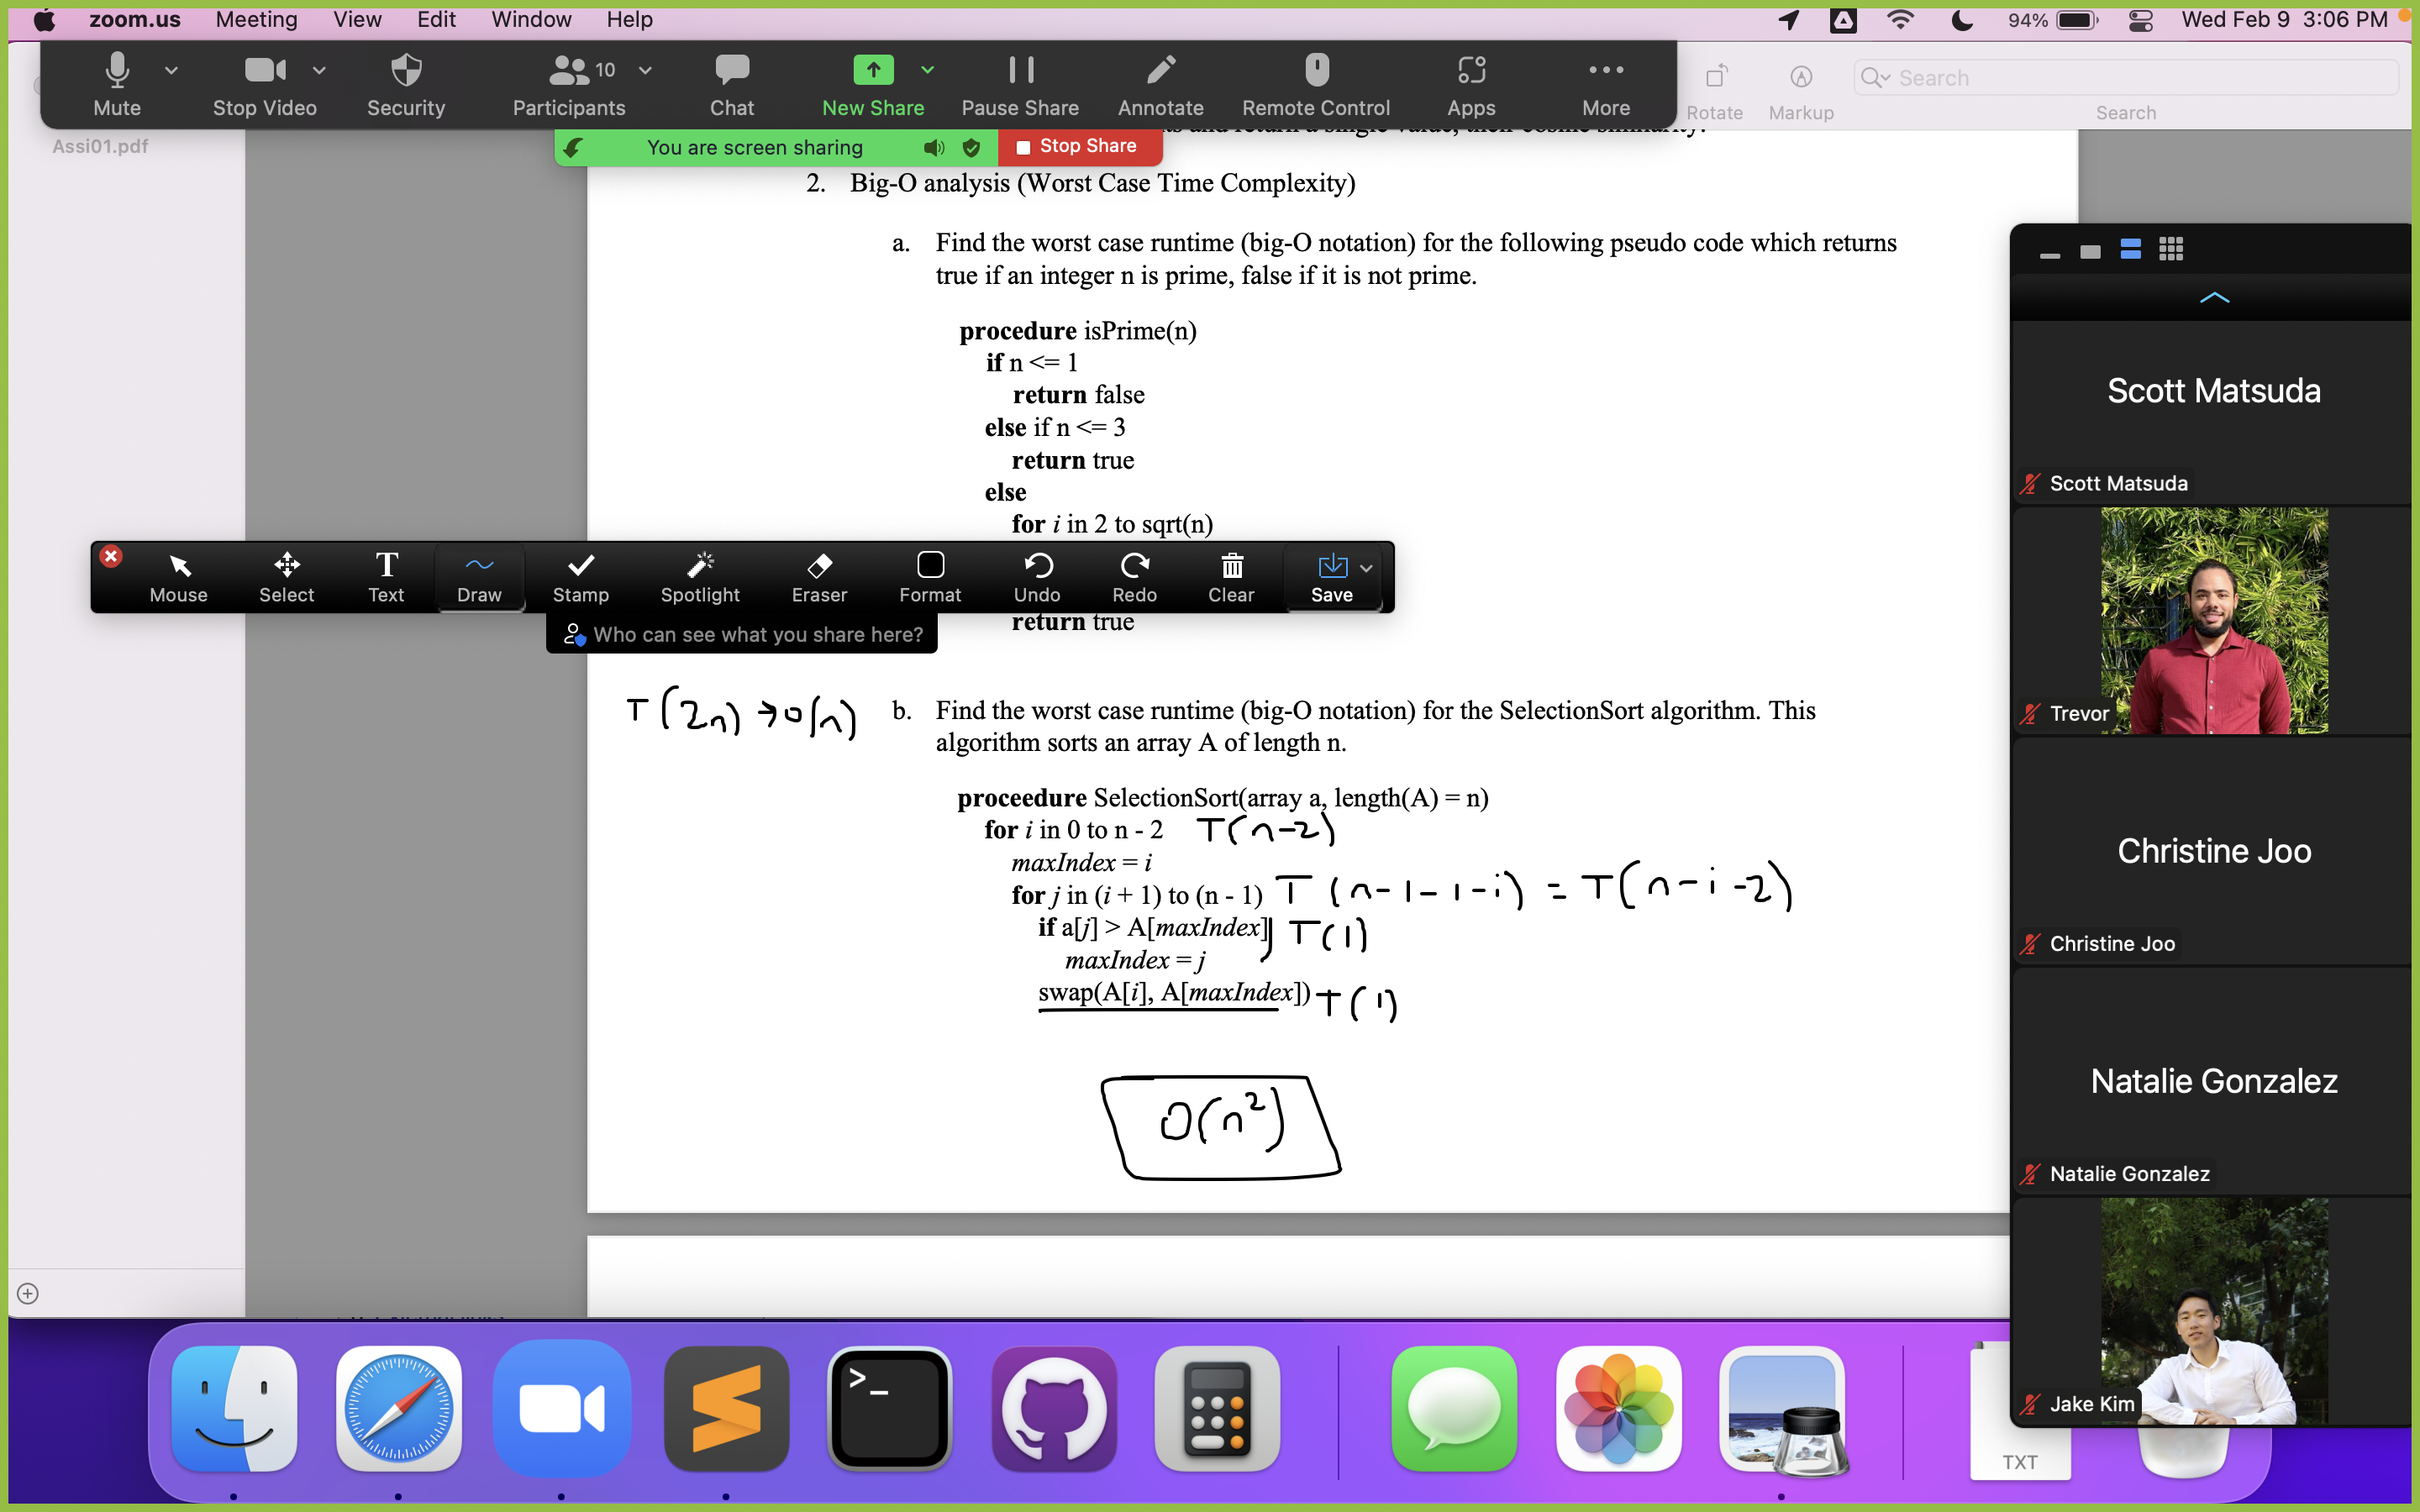 zoom.us Meeting View Edit Window Help 94% Wed Feb 9 3:06 PM
Mute Stop Video Security 10 Participants Chat New Share Pause Share Annotate Remote Control Apps More
Rotate Markup Search Search
Assi01.pdf
and return a single value, then cosine similarity.
You are screen sharing Stop Share
2. Big-O analysis (Worst Case Time Complexity)
a. Find the worst case runtime (big-O notation) for the following pseudo code which returns
true if an integer n is prime, false if it is not prime.
procedure isPrime(n)
if n <= 1
return false
else if n <= 3
return true
else
for i in 2 to sqrt(n)
Mouse Select Text Draw Stamp Spotlight Eraser Format Undo Redo Clear Save
Who can see what you share here?
return true
T(2n) → O(n)
b. Find the worst case runtime (big-O notation) for the SelectionSort algorithm. This
algorithm sorts an array A of length n.
proceedure SelectionSort(array a, length(A) = n)
for i in 0 to n - 2 T(n-2)
maxIndex = i
for j in (i + 1) to (n - 1) T(n-1-1-i) = T(n-i-2)
if a[j] > A[maxIndex] T(1)
maxIndex = j
swap(A[i], A[maxIndex]) T(1)
O(n²)
Scott Matsuda
Scott Matsuda
Trevor
Christine Joo
Christine Joo
Natalie Gonzalez
Natalie Gonzalez
Jake Kim
>_
TXT